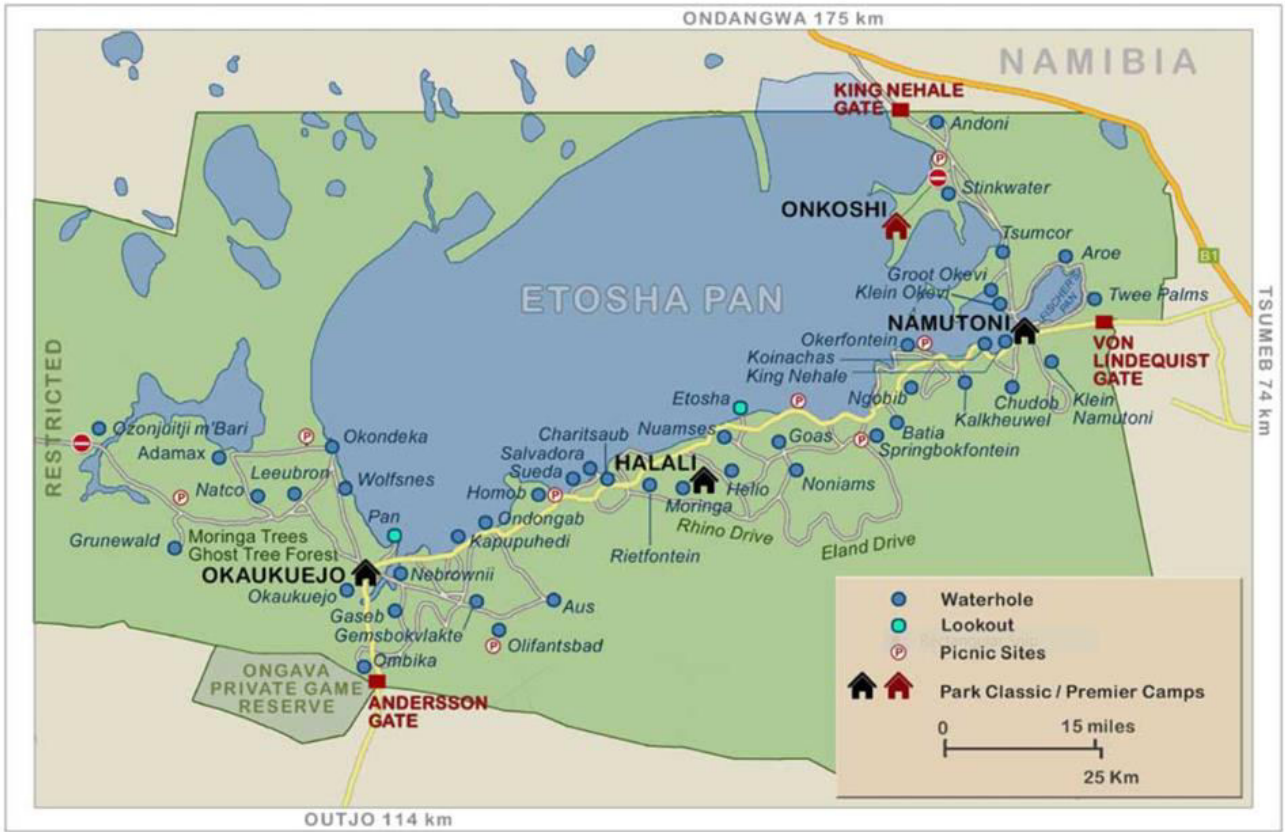 ONDANGWA 175 km
NAMIBIA
KING NEHALE
GATE
Andoni
P
Stinkwater
ONKOSHI
Tsumcor
Aroe
B1
Groot Okevi
Klein Okevi
FISCHER'S
PAN
Twee Palms
ETOSHA PAN
NAMUTONI
TSUMEB 74 km
Okerfontein
P
VON
LINDEQUIST
GATE
Koinachas
King Nehale
RESTRICTED
Etosha
P
Ngobib
Kalkheuwel
Chudob
Klein
Namutoni
Ozonjoitji m'Bari
Adamax
P
Okondeka
Charitsaub
Nuamses
Goas
P
Batia
Springbokfontein
Leeubron
Natco
P
Wolfsnes
Salvadora
Sueda
HALALI
Homob
P
Moringa
Helio
Noniams
Pan
Ondongab
Rhino Drive
Eland Drive
Grunewald
Moringa Trees
Ghost Tree Forest
Kapupuhedi
Rietfontein
OKAUKUEJO
Nebrownii
Okaukuejo
Gaseb
Aus
Gemsbokvlakte
P
Olifantsbad
Ombika
ONGAVA
PRIVATE GAME
RESERVE
ANDERSSON
GATE
Waterhole
Lookout
P
Picnic Sites
Park Classic / Premier Camps
0
15 miles
25 Km
OUTJO 114 km